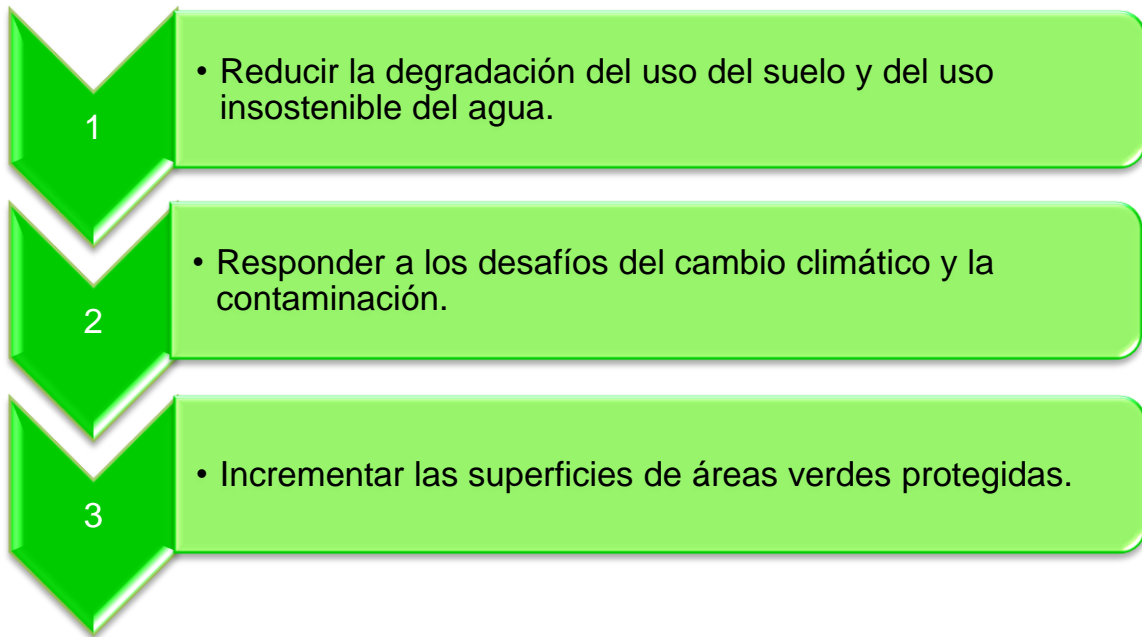 1
• Reducir la degradación del uso del suelo y del uso
insostenible del agua.
2
• Responder a los desafíos del cambio climático y la
contaminación.
3
• Incrementar las superficies de áreas verdes protegidas.